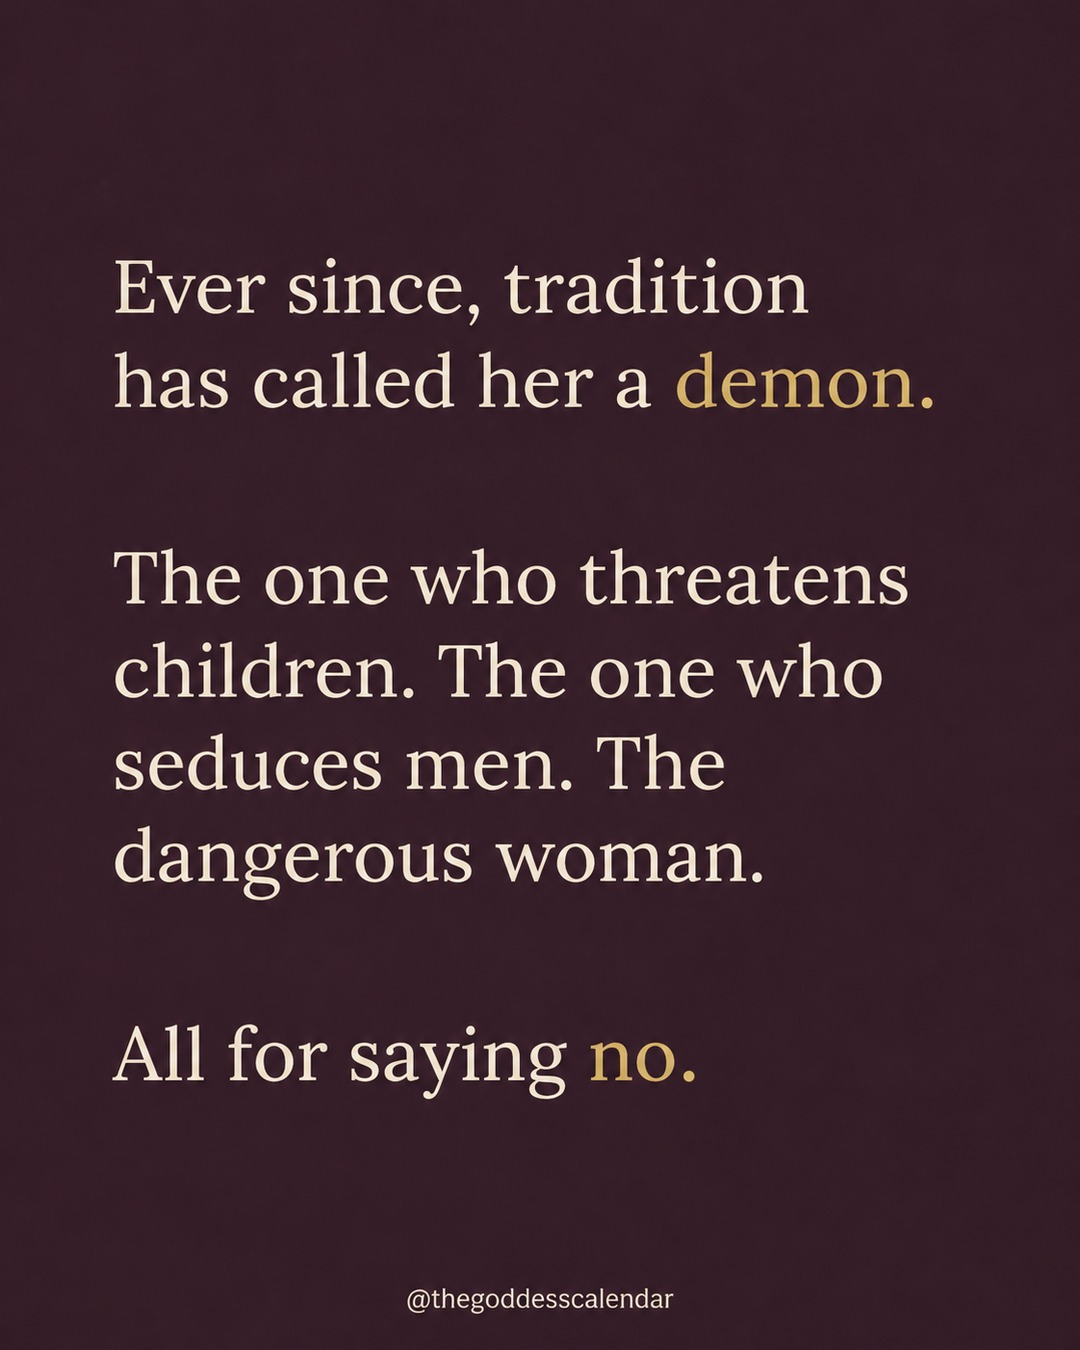 Ever since, tradition
has called her a demon.
The one who threatens
children. The one who
seduces men. The
dangerous woman.
All for saying no.
@thegoddesscalendar